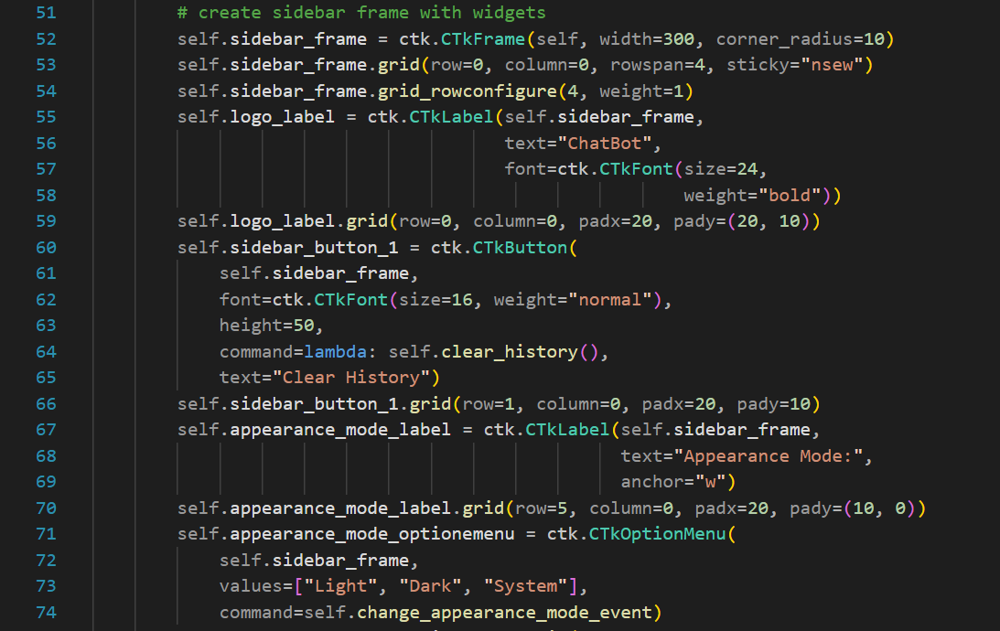 51 # create sidebar frame with widgets
52 self.sidebar_frame = ctk.CTkFrame(self, width=300, corner_radius=10)
53 self.sidebar_frame.grid(row=0, column=0, rowspan=4, sticky="nsew")
54 self.sidebar_frame.grid_rowconfigure(4, weight=1)
55 self.logo_label = ctk.CTkLabel(self.sidebar_frame,
56 text="ChatBot",
57 font=ctk.CTkFont(size=24,
58 weight="bold"))
59 self.logo_label.grid(row=0, column=0, padx=20, pady=(20, 10))
60 self.sidebar_button_1 = ctk.CTkButton(
61 self.sidebar_frame,
62 font=ctk.CTkFont(size=16, weight="normal"),
63 height=50,
64 command=lambda: self.clear_history(),
65 text="Clear History")
66 self.sidebar_button_1.grid(row=1, column=0, padx=20, pady=10)
67 self.appearance_mode_label = ctk.CTkLabel(self.sidebar_frame,
68 text="Appearance Mode:",
69 anchor="w")
70 self.appearance_mode_label.grid(row=5, column=0, padx=20, pady=(10, 0))
71 self.appearance_mode_optionemenu = ctk.CTkOptionMenu(
72 self.sidebar_frame,
73 values=["Light", "Dark", "System"],
74 command=self.change_appearance_mode_event)